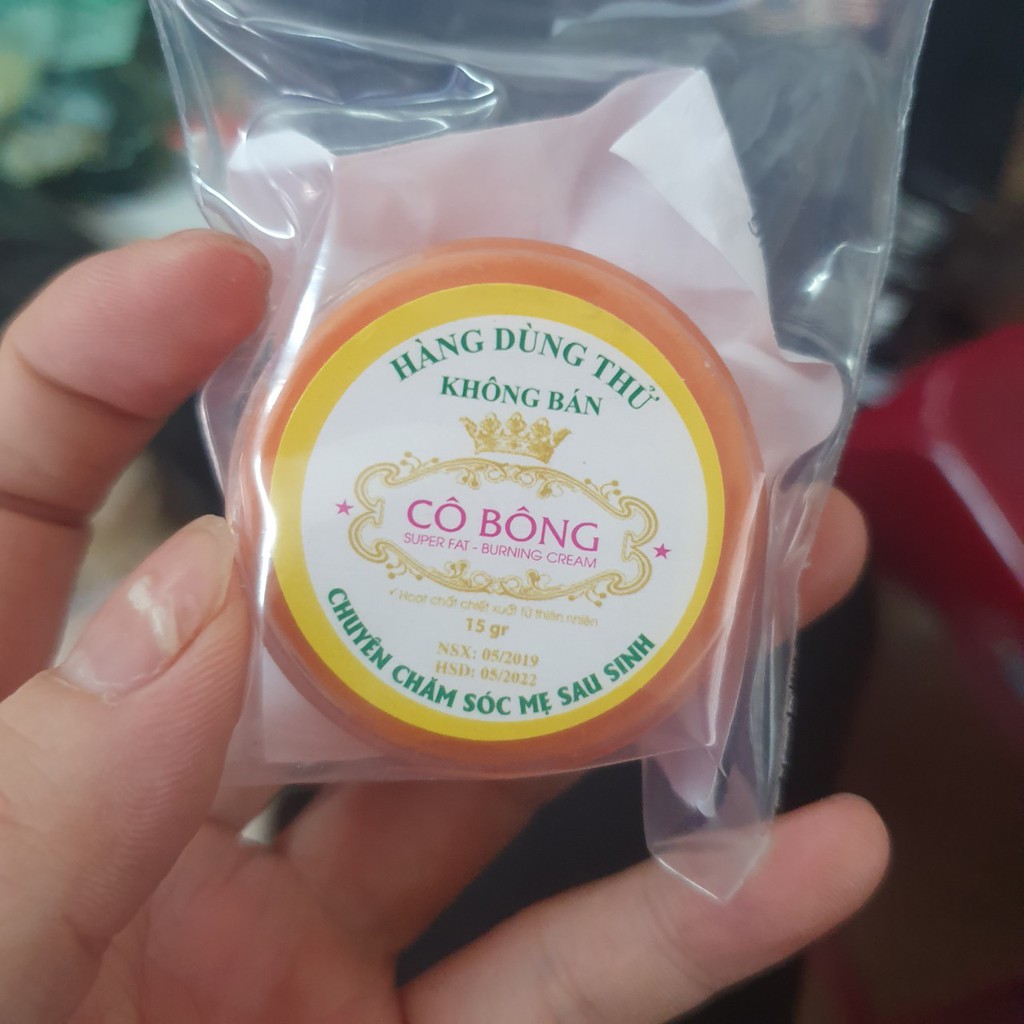 HÀNG DÙNG THỬ
KHÔNG BÁN
CÔ BÔNG
SUPER FAT - BURNING CREAM
✓Hoạt chất chiết xuất từ thiên nhiên
15 gr
NSX: 05/2019
HSD: 05/2022
CHUYÊN CHĂM SÓC MẸ SAU SINH